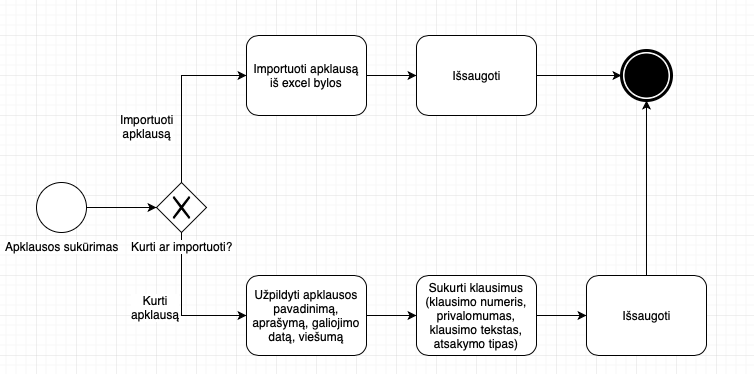 Importuoti apklausą
iš excel bylos
Išsaugoti
Importuoti
apklausą
Apklausos sukūrimas
Kurti ar importuoti?
Kurti
apklausą
Užpildyti apklausos
pavadinimą,
aprašymą, galiojimo
datą, viešumą
Sukurti klausimus
(klausimo numeris,
privalomumas,
klausimo tekstas,
atsakymo tipas)
Išsaugoti